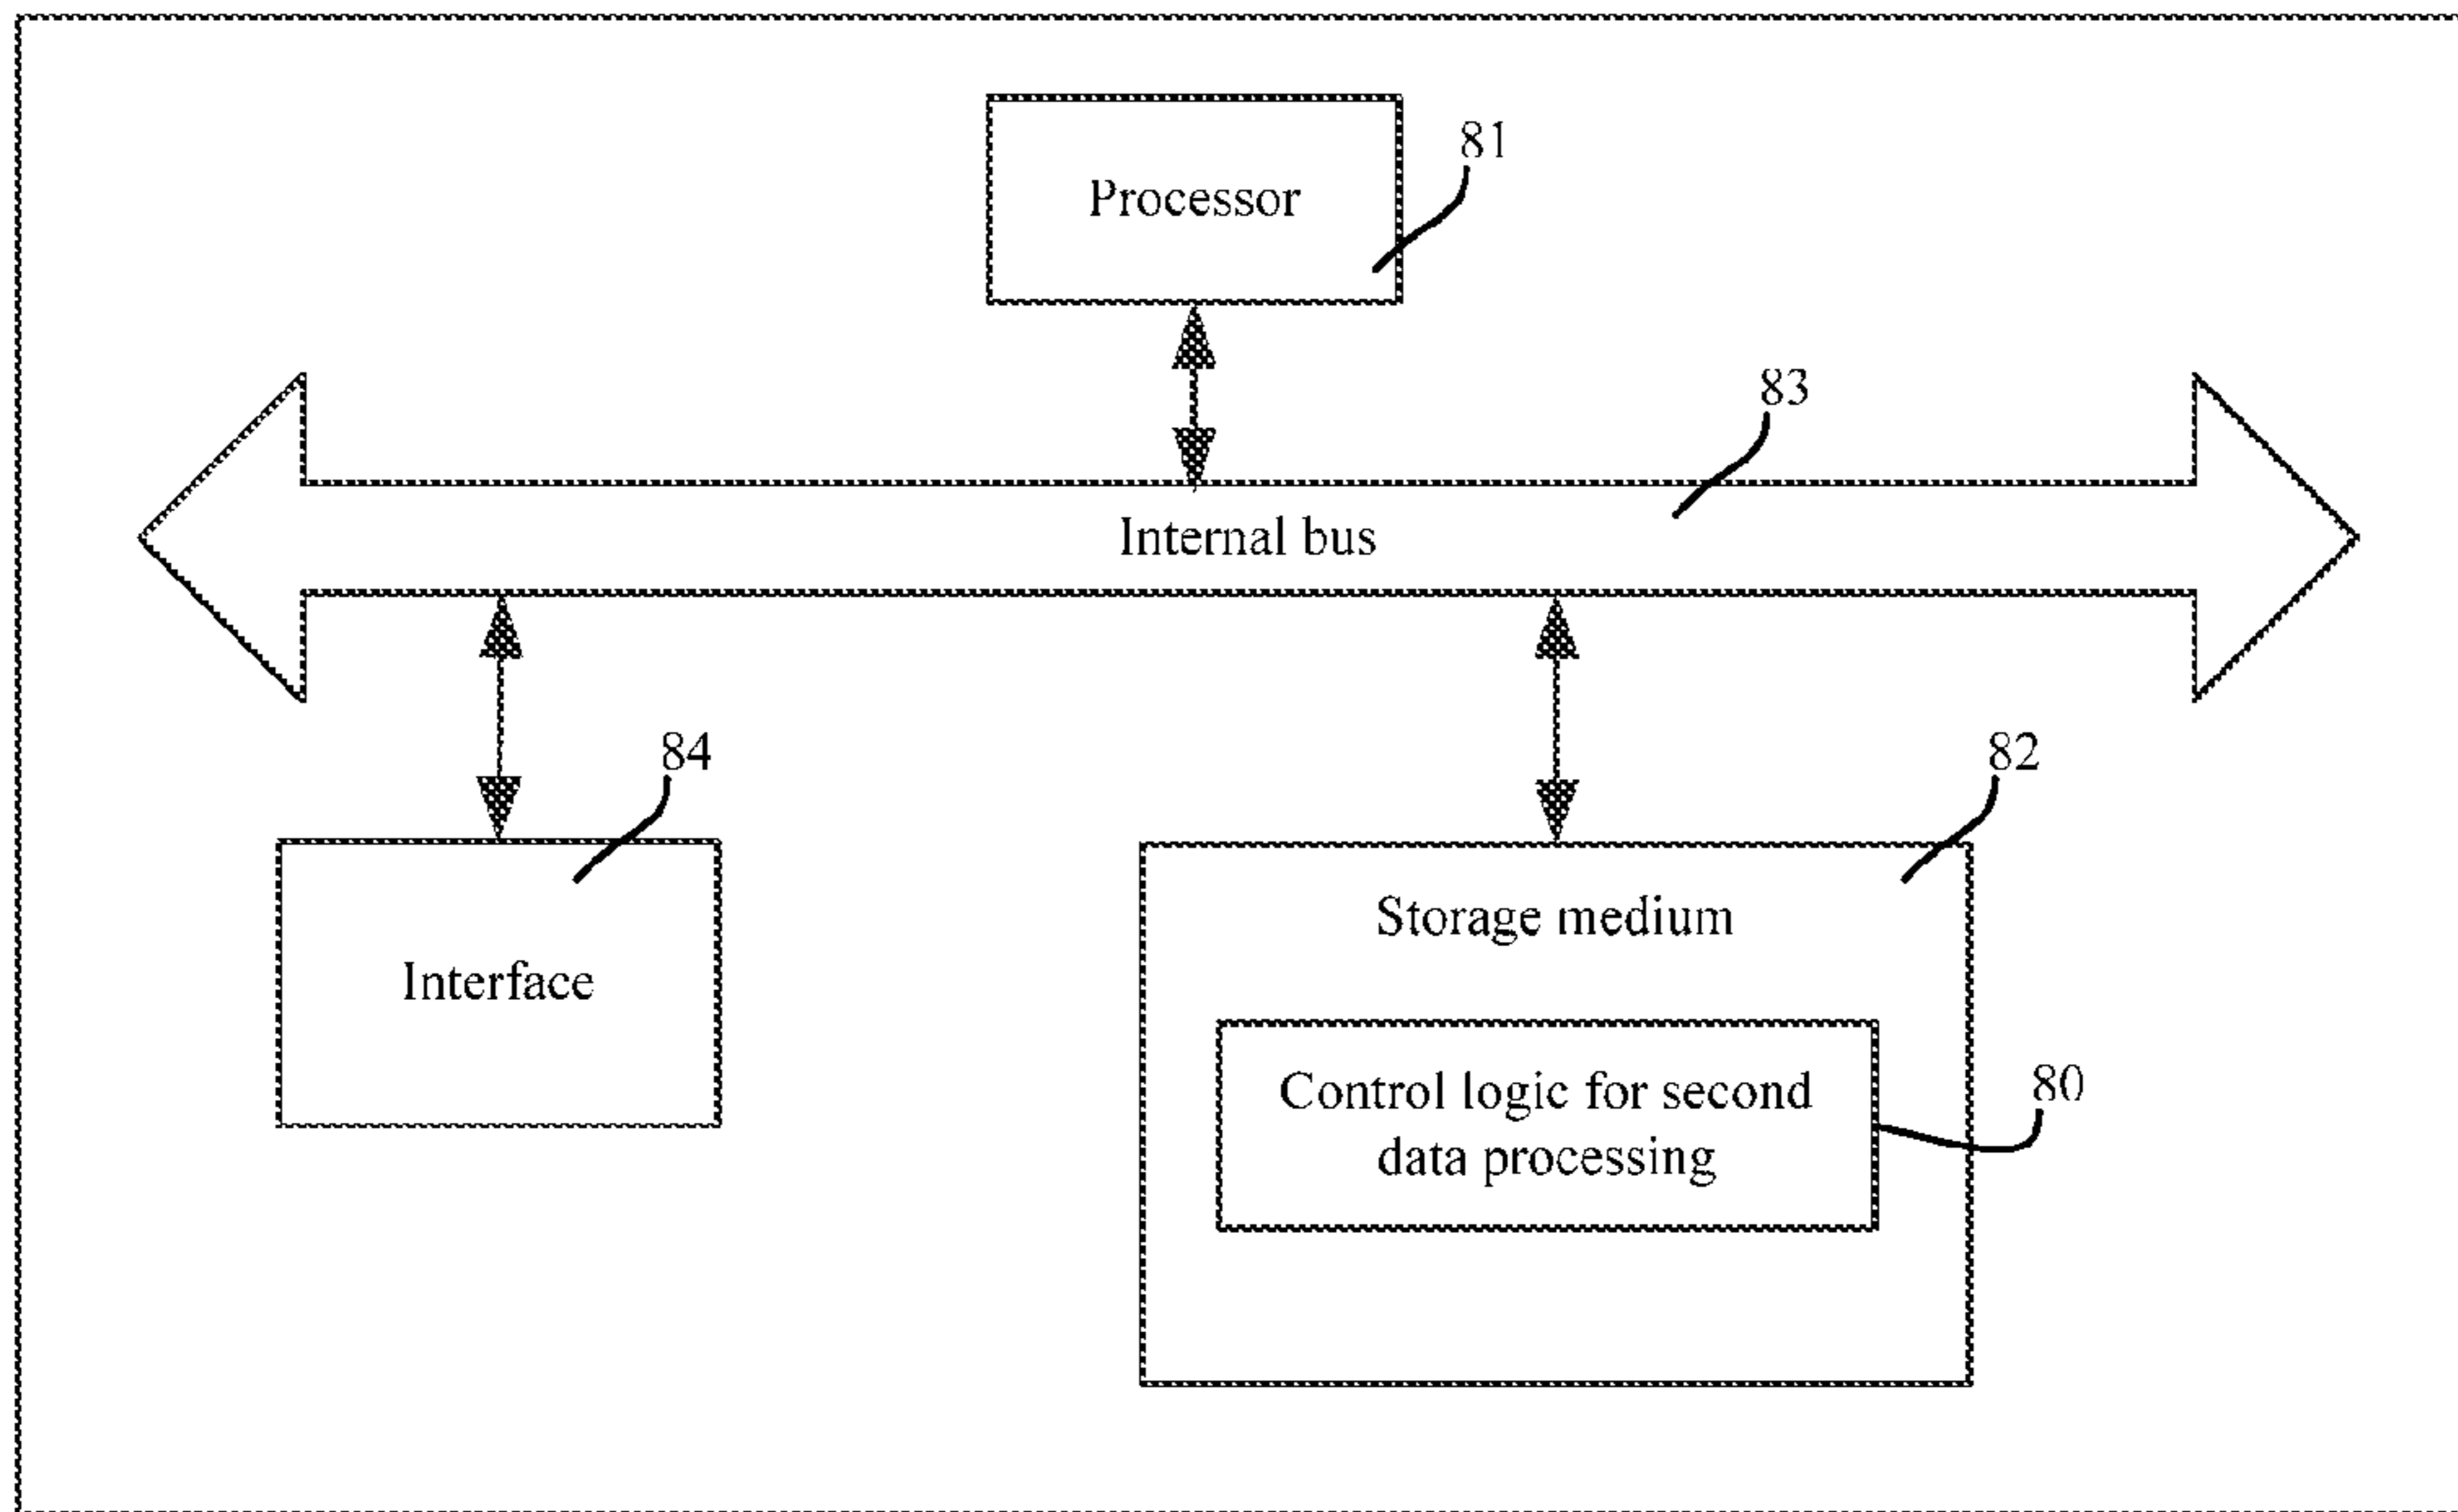 81
Processor
83
Internal bus
84
82
Storage medium
Interface
Control logic for second
data processing
80